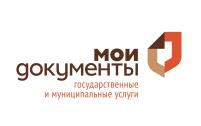 мои
документы
государственные
и муниципальные услуги